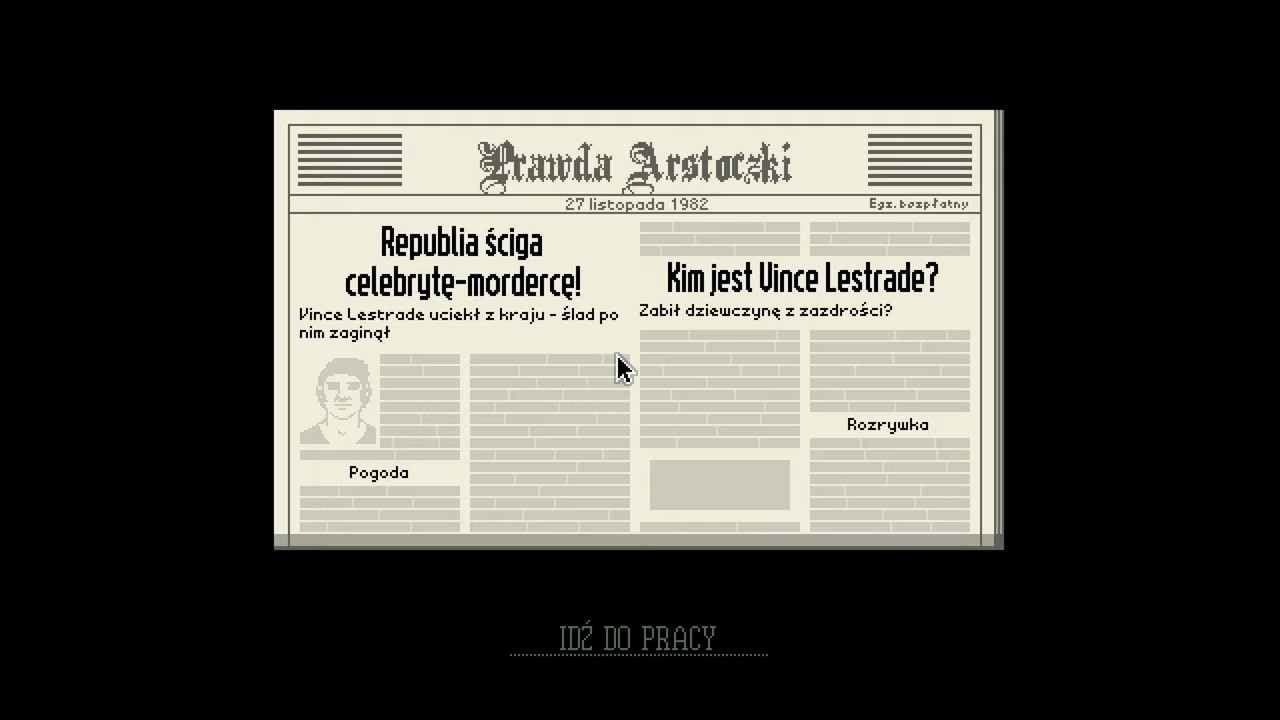 Prawda Arstoczki
27 listopada 1982
Egz. bezpłatny
Republia ściga
celebrytę-mordercę!
Vince Lestrade uciekł z kraju - ślad po
nim zaginął
Pogoda
Kim jest Vince Lestrade?
Zabił dziewczynę z zazdrości?
Rozrywka
IDŹ DO PRACY